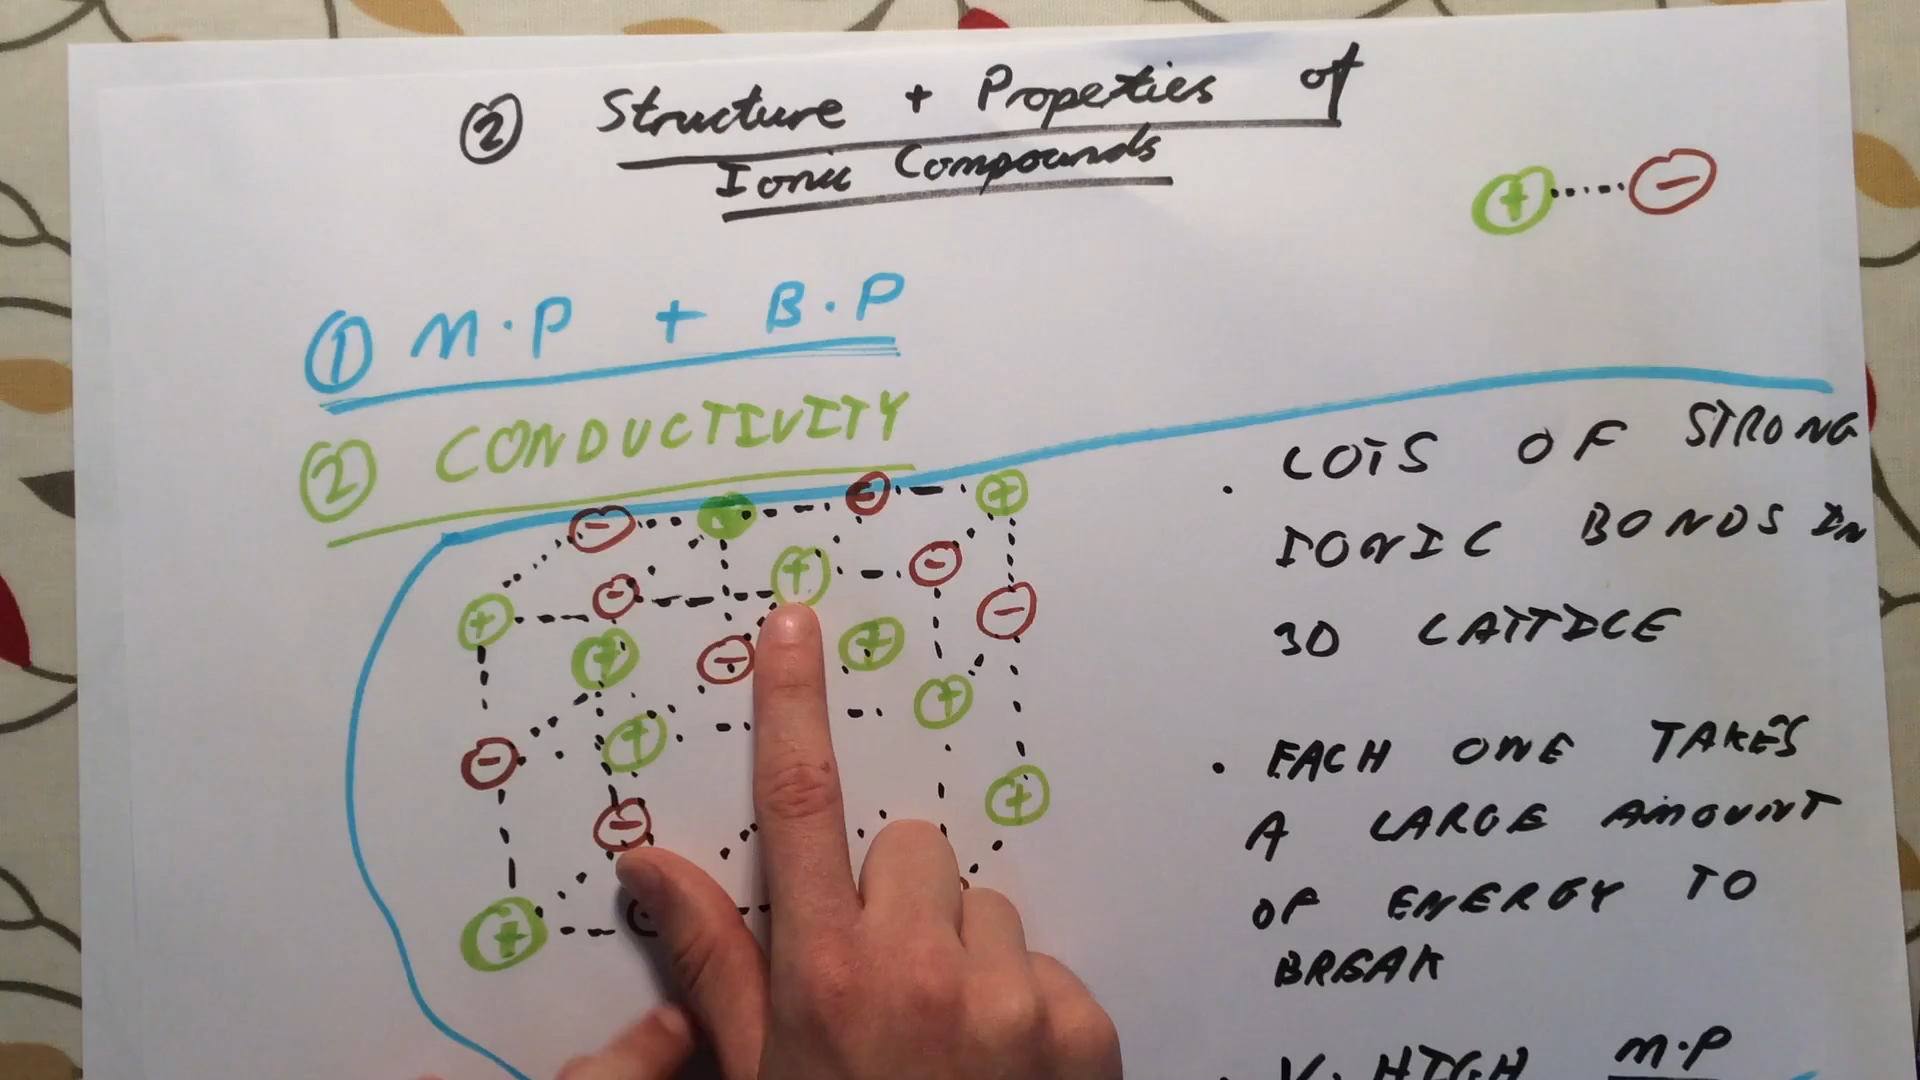 ② Structure + Properties of
Ionic Compounds
① M.P + B.P
② CONDUCTIVITY
• LOTS OF STRONG
IONIC BONDS IN
3D LATTICE
• EACH ONE TAKES
A LARGE AMOUNT
OF ENERGY TO
BREAK
• V. HIGH M.P